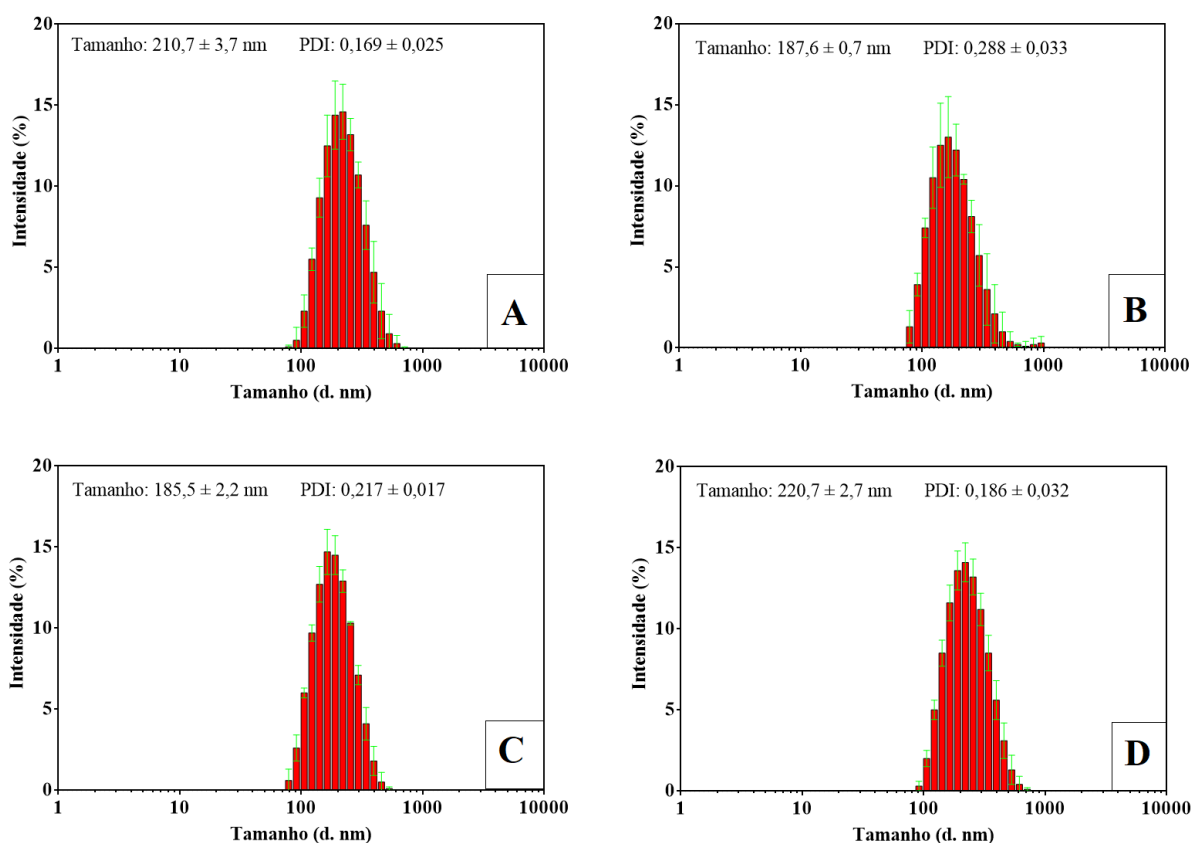 20
Tamanho: 210,7 ± 3,7 nm PDI: 0,169 ± 0,025
15
10
5
0
Intensidade (%)
A
1 10 100 1000 10000
Tamanho (d. nm)
20
Tamanho: 187,6 ± 0,7 nm PDI: 0,288 ± 0,033
15
10
5
0
Intensidade (%)
B
1 10 100 1000 10000
Tamanho (d. nm)
20
Tamanho: 185,5 ± 2,2 nm PDI: 0,217 ± 0,017
15
10
5
0
Intensidade (%)
C
1 10 100 1000 10000
Tamanho (d. nm)
20
Tamanho: 220,7 ± 2,7 nm PDI: 0,186 ± 0,032
15
10
5
0
Intensidade (%)
D
1 10 100 1000 10000
Tamanho (d. nm)